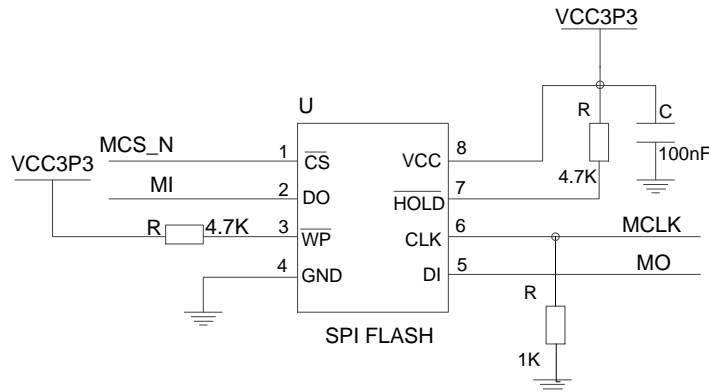 VCC3P3
U
R
C
MCS_N
1
CS
VCC
8
100nF
VCC3P3
4.7K
MI
2
DO
HOLD
7
R
4.7K
3
WP
CLK
6
MCLK
4
GND
DI
5
MO
R
SPI FLASH
1K